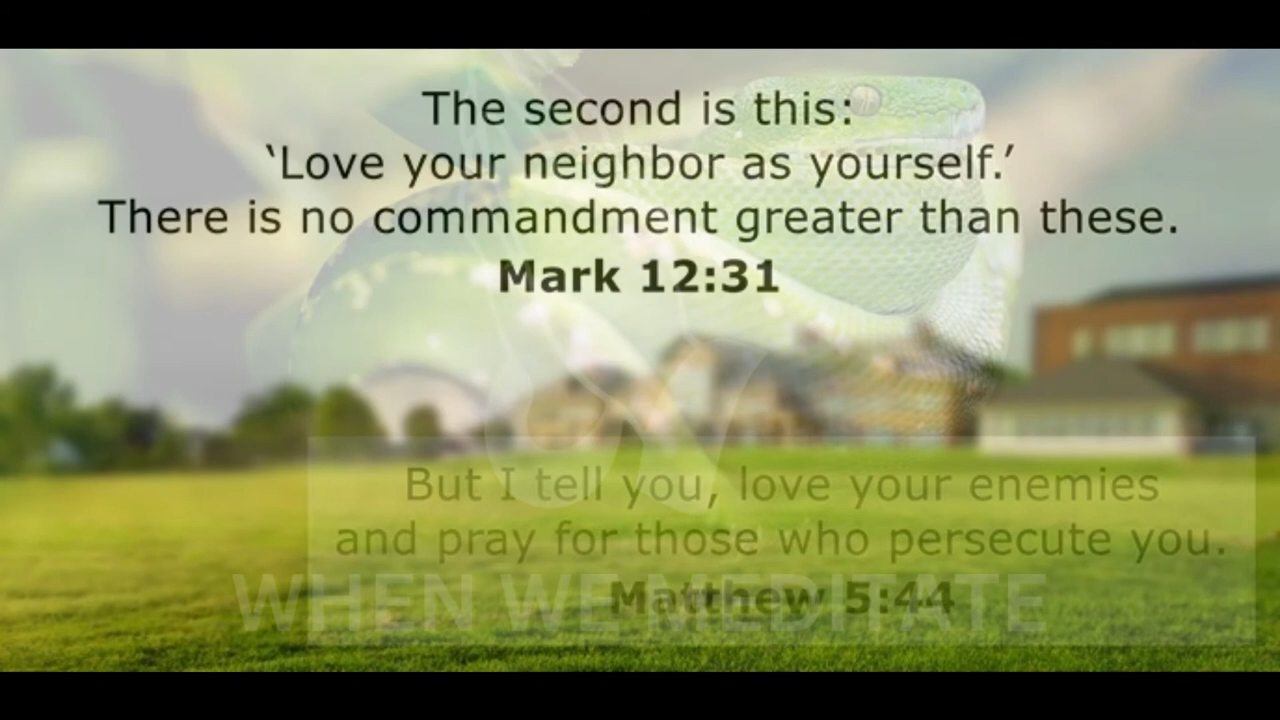 The second is this:
‘Love your neighbor as yourself.’
There is no commandment greater than these.
Mark 12:31
But I tell you, love your enemies
and pray for those who persecute you.
Matthew 5:44
WHEN WE MEDITATE